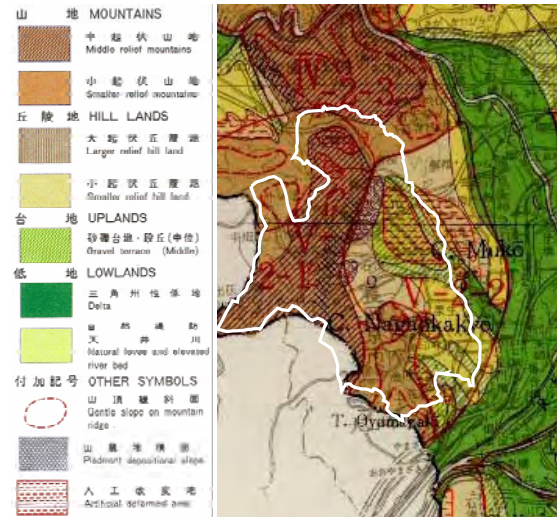 山 地 MOUNTAINS
中起伏山地
Middle relief mountains
小起伏山地
Smaller relief mountains
丘陵地 HILL LANDS
大起伏丘陵地
Larger relief hill land
小起伏丘陵地
Smaller relief hill land
台 地 UPLANDS
砂礫台地・段丘(中位)
Gravel terrace (Middle)
低 地 LOWLANDS
三角州性低地
Delta
自然堤防
天井川
Natural levee and elevated
river bed
付加記号 OTHER SYMBOLS
山頂緩斜面
Gentle slope on mountain
ridge
山麓堆積面
Piedmont depositional slope
人工改変地
Artificial deformed area
C. Mukō
V-2-2
C. Nagaokakyō